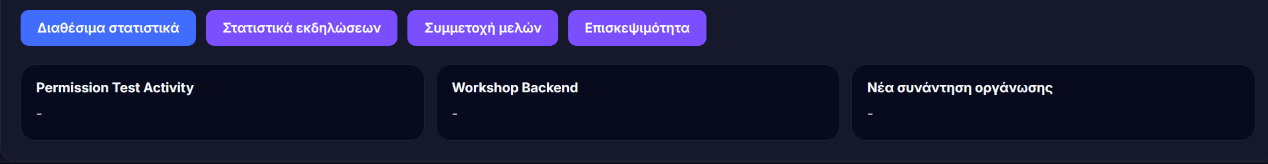 Διαθέσιμα στατιστικά Στατιστικά εκδηλώσεων Συμμετοχή μελών Επισκεψιμότητα
Permission Test Activity Workshop Backend Νέα συνάντηση οργάνωσης
- - -